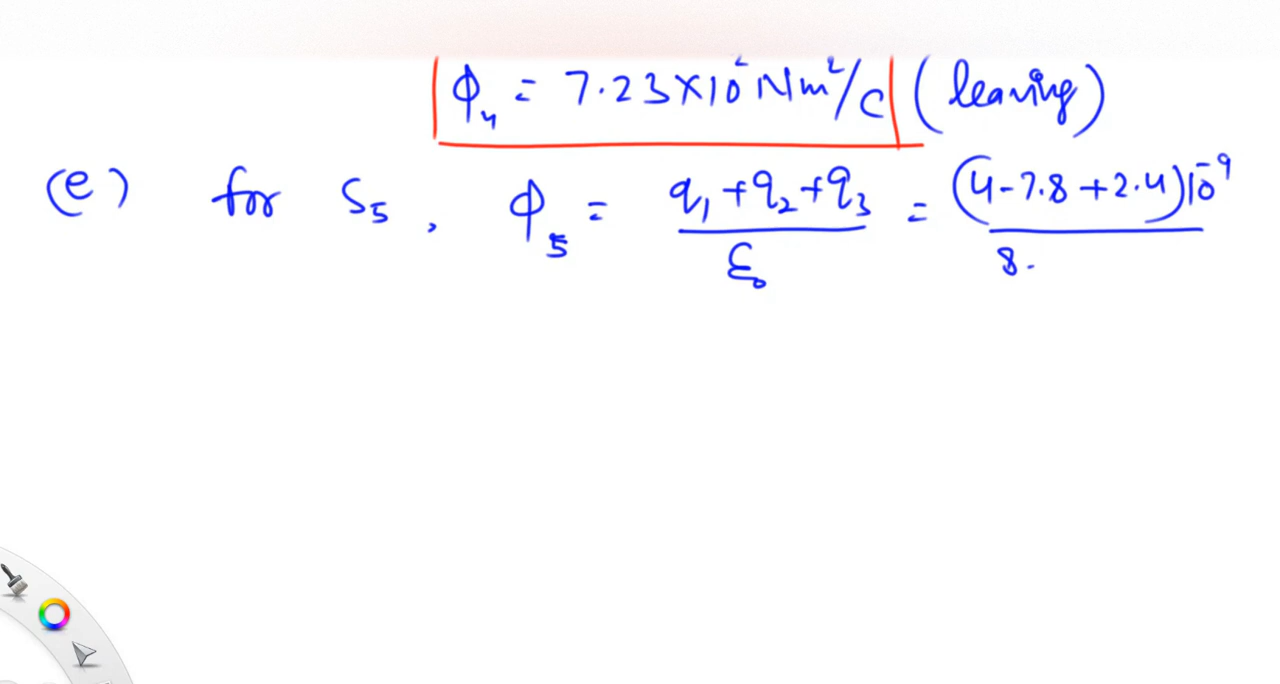 ϕ₄ = 7.23×10² Nm²/C (leaving)
(e) for S₅, ϕ₅ = (q₁+q₂+q₃)/ε₀ = (4-7.8+2.4)10⁻⁹/8.